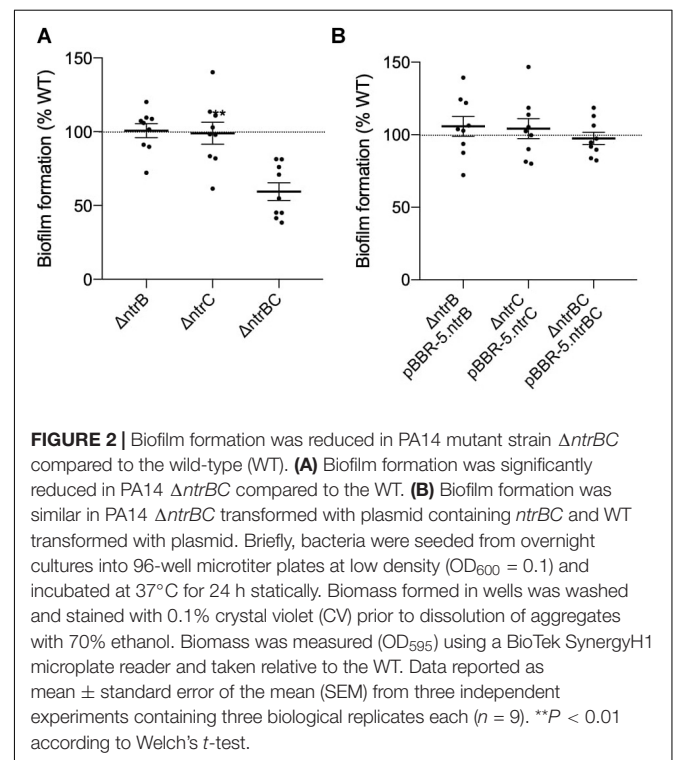 A
B
150
100
50
0
Biofilm formation (% WT)
**
ΔntrB
ΔntrC
ΔntrBC
150
100
50
0
Biofilm formation (% WT)
ΔntrB
pBBR-5.ntrB
ΔntrC
pBBR-5.ntrC
ΔntrBC
pBBR-5.ntrBC
FIGURE 2 | Biofilm formation was reduced in PA14 mutant strain ΔntrBC
compared to the wild-type (WT). (A) Biofilm formation was significantly
reduced in PA14 ΔntrBC compared to the WT. (B) Biofilm formation was
similar in PA14 ΔntrBC transformed with plasmid containing ntrBC and WT
transformed with plasmid. Briefly, bacteria were seeded from overnight
cultures into 96-well microtiter plates at low density (OD600 = 0.1) and
incubated at 37°C for 24 h statically. Biomass formed in wells was washed
and stained with 0.1% crystal violet (CV) prior to dissolution of aggregates
with 70% ethanol. Biomass was measured (OD595) using a BioTek SynergyH1
microplate reader and taken relative to the WT. Data reported as
mean ± standard error of the mean (SEM) from three independent
experiments containing three biological replicates each (n = 9). **P < 0.01
according to Welch's t-test.